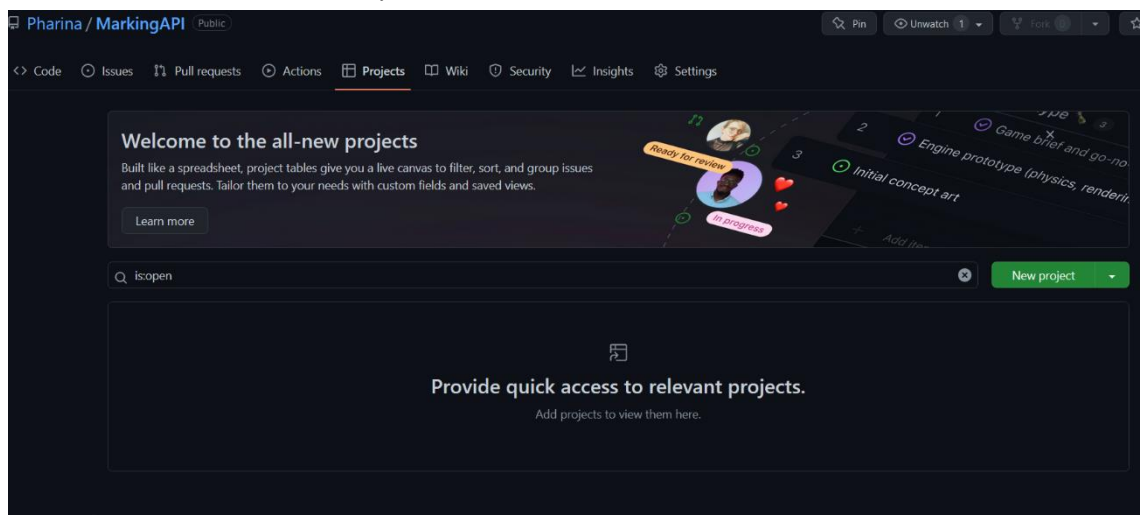 Pharina / MarkingAPI Public
Pin
Unwatch 1
Fork 0
Code
Issues
Pull requests
Actions
Projects
Wiki
Security
Insights
Settings
Welcome to the all-new projects
Built like a spreadsheet, project tables give you a live canvas to filter, sort, and group issues
and pull requests. Tailor them to your needs with custom fields and saved views.
Learn more
Ready for review
In progress
2
3
3
Game brief and go-no
Engine prototype (physics, renderin
Initial concept art
+ Add item
is:open
New project
Provide quick access to relevant projects.
Add projects to view them here.